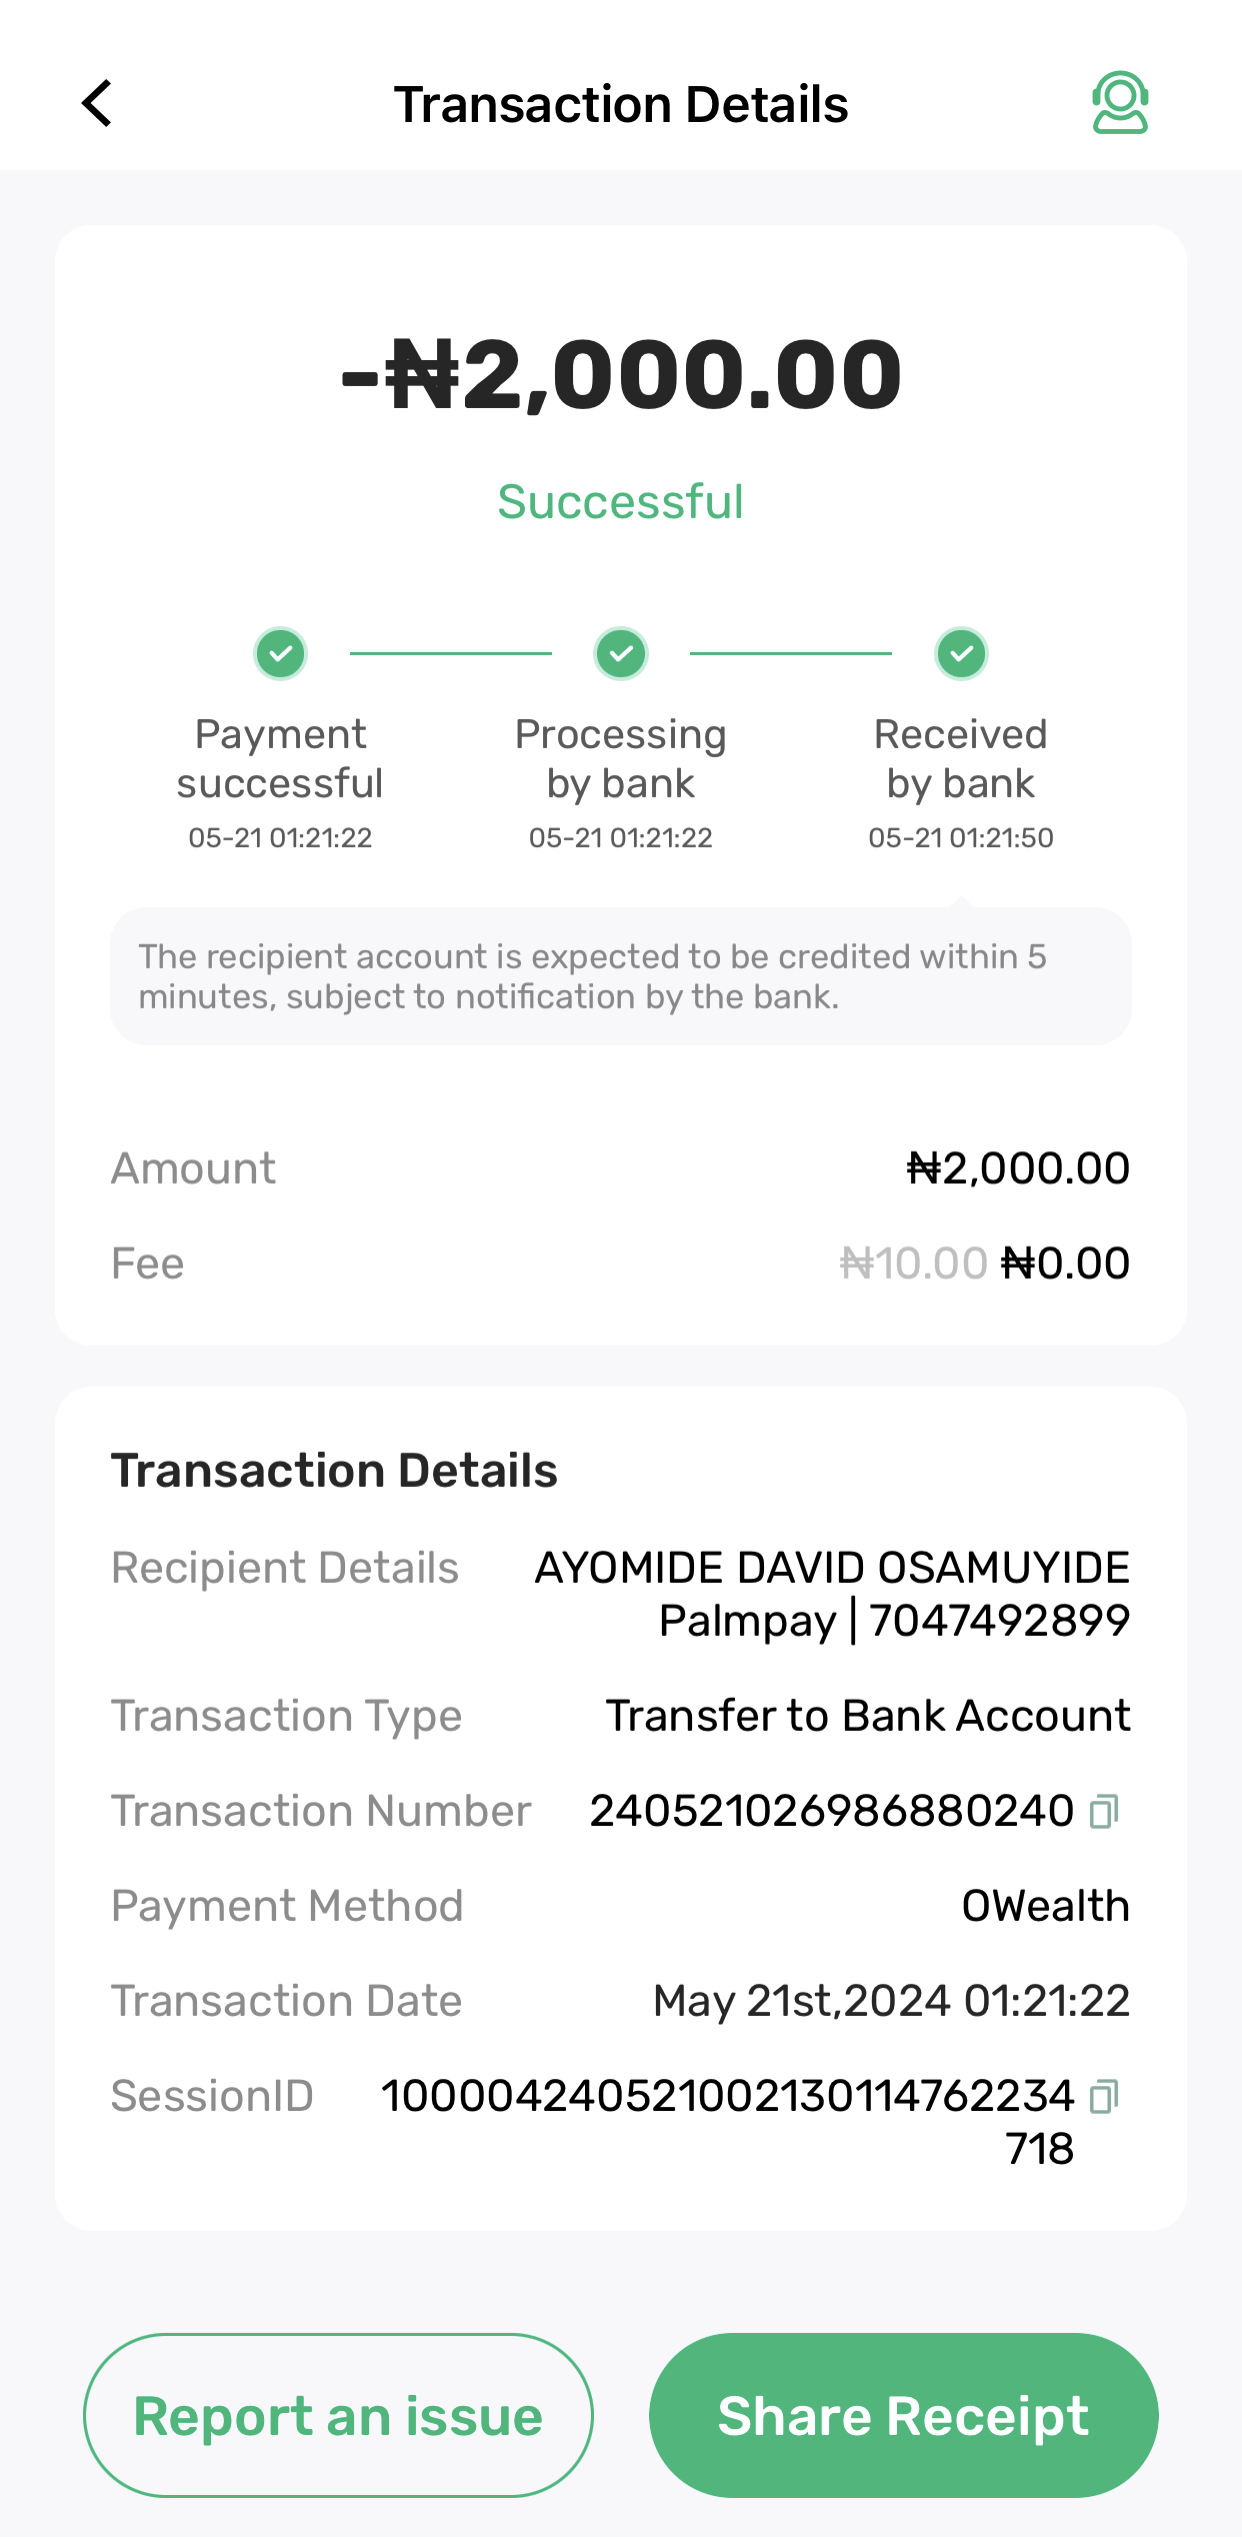 Transaction Details
-₦2,000.00
Successful
Payment successful
05-21 01:21:22
Processing by bank
05-21 01:21:22
Received by bank
05-21 01:21:50
The recipient account is expected to be credited within 5
minutes, subject to notification by the bank.
Amount ₦2,000.00
Fee ₦10.00 ₦0.00
Transaction Details
Recipient Details AYOMIDE DAVID OSAMUYIDE
Palmpay | 7047492899
Transaction Type Transfer to Bank Account
Transaction Number 240521026986880240
Payment Method OWealth
Transaction Date May 21st,2024 01:21:22
SessionID 100004240521002130114762234
718
Report an issue
Share Receipt